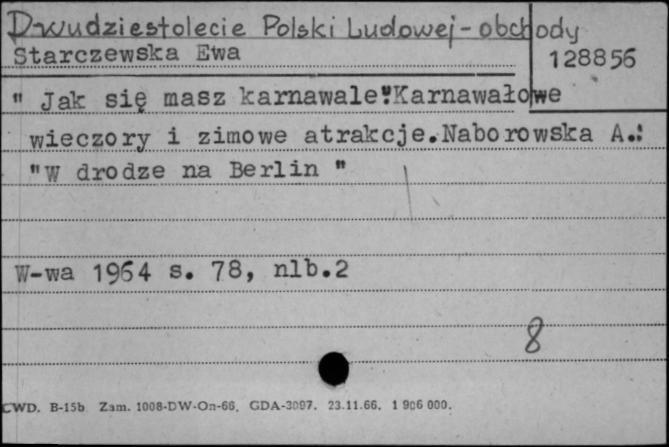 Dwudziestolecie Polski Ludowej - obchody
Starczewska Ewa
128856
" Jak się masz karnawale". Karnawałowe
wieczory i zimowe atrakcje. Naborowska A.:
"W drodze na Berlin "
W-wa 1964 s. 78, nlb.2
8
CWD. B-15b Zam. 1008-DW-On-66. GDA-3097. 23.11.66. 1 906 000.